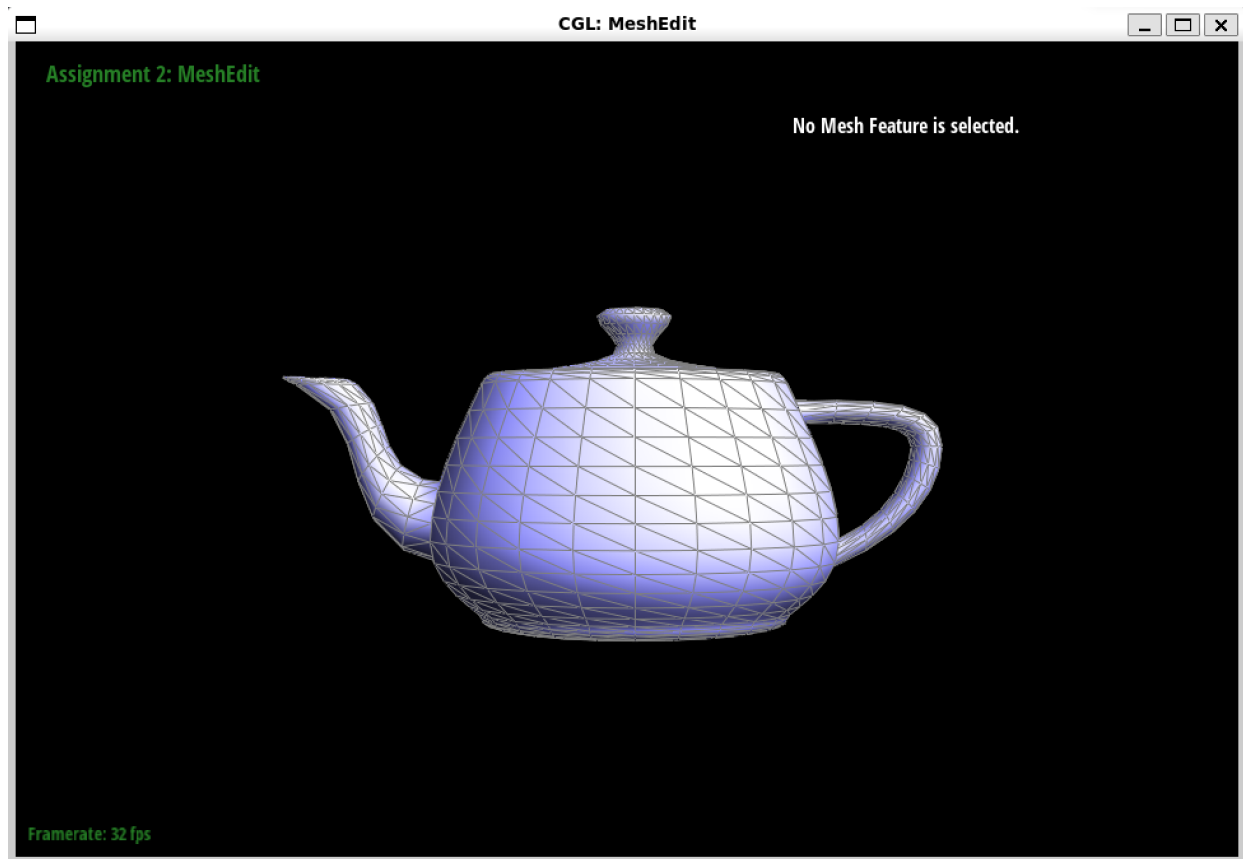 CGL: MeshEdit
Assignment 2: MeshEdit
No Mesh Feature is selected.
Framerate: 32 fps